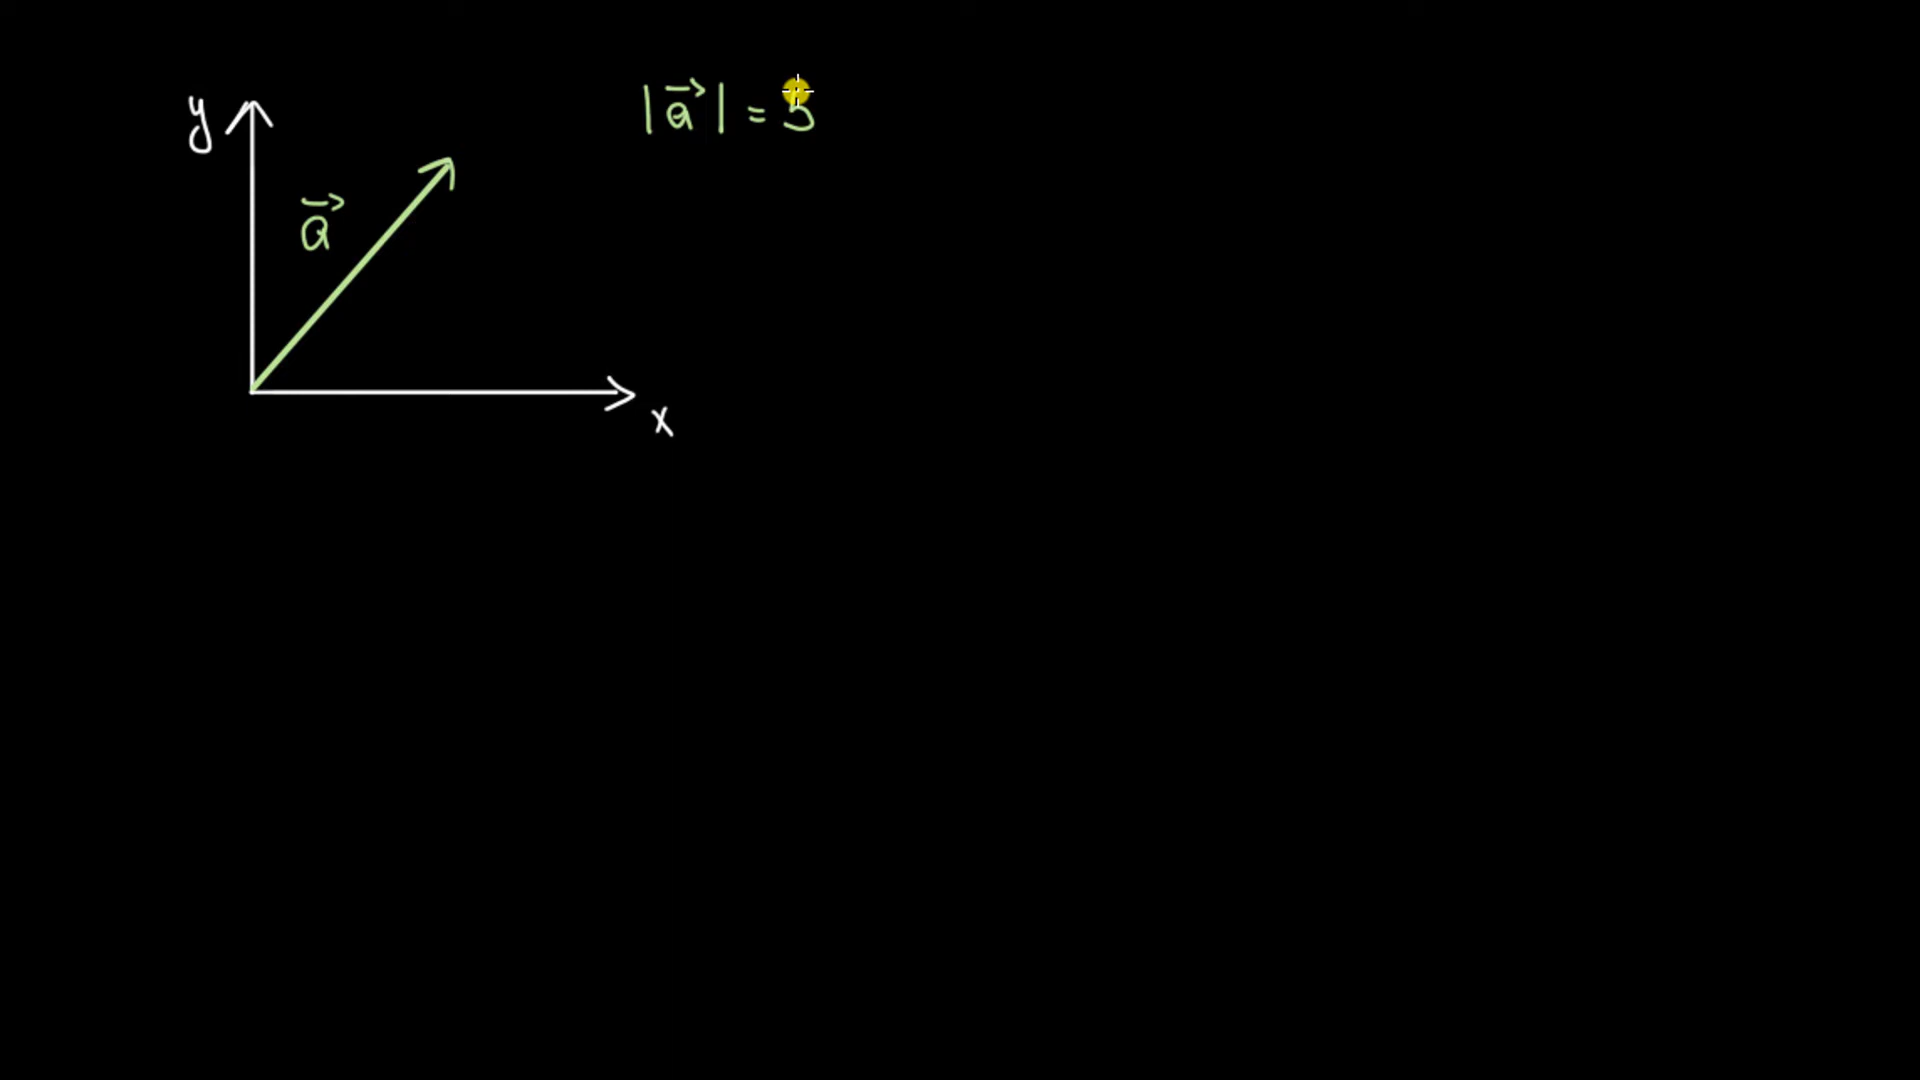 y
|a⃗| = 5
a⃗
x